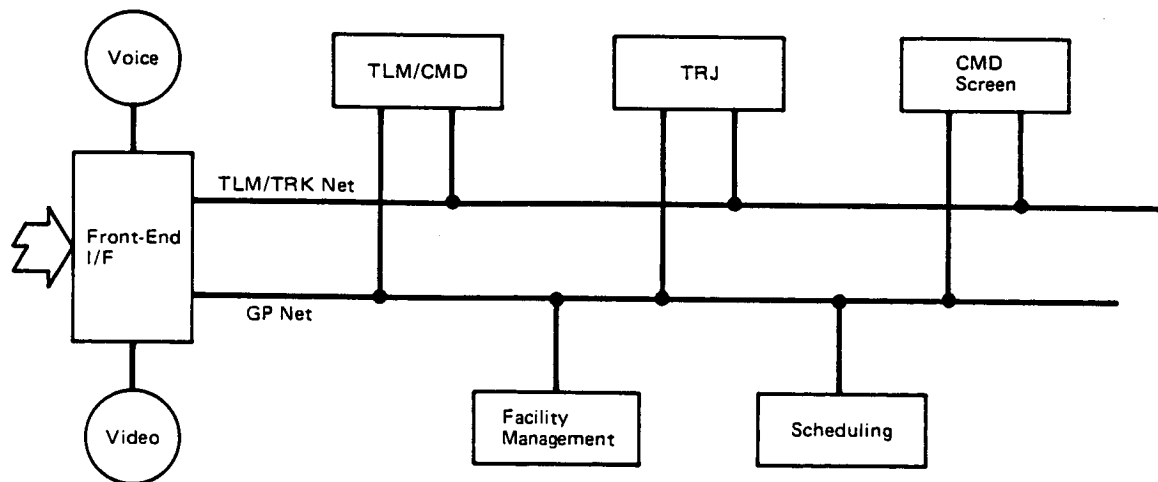 Voice
TLM/CMD
TRJ
CMD
Screen
TLM/TRK Net
Front-End
I/F
GP Net
Video
Facility
Management
Scheduling